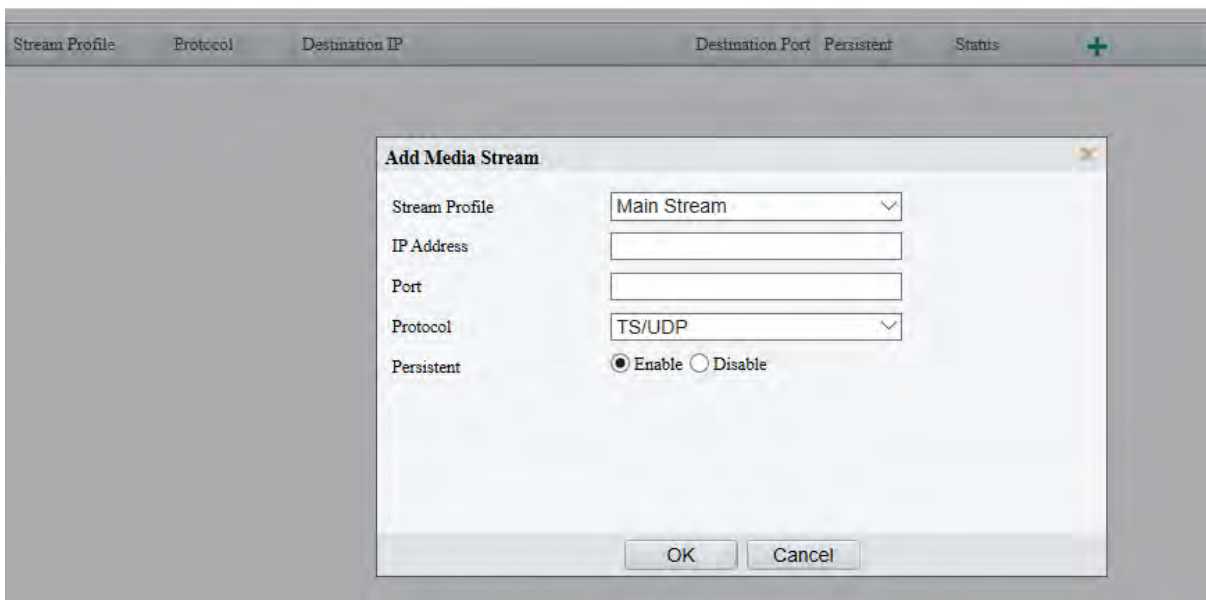 Stream Profile Protocol Destination IP Destination Port Persistent Status
Add Media Stream
Stream Profile Main Stream
IP Address
Port
Protocol TS/UDP
Persistent Enable Disable
OK Cancel